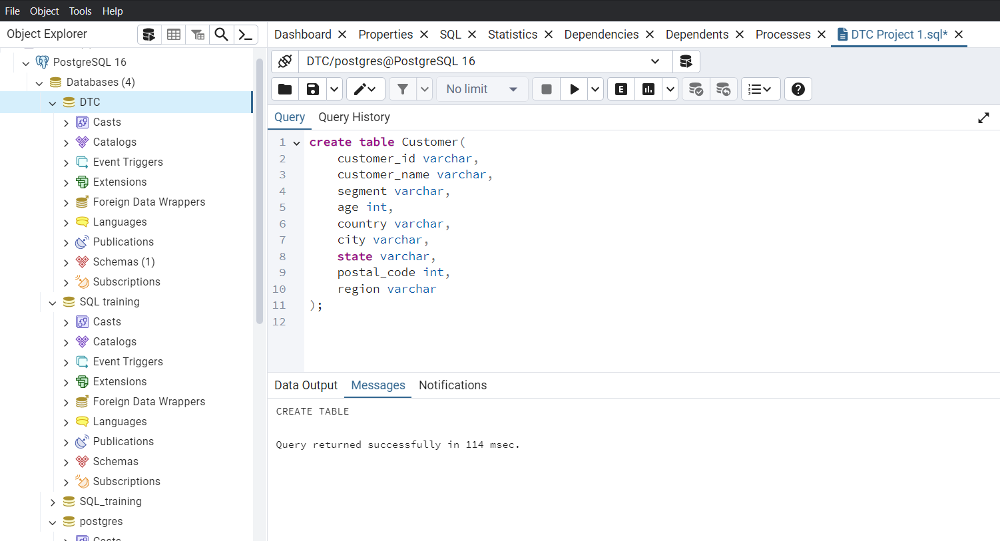 File Object Tools Help
Object Explorer
Dashboard Properties SQL Statistics Dependencies Dependents Processes DTC Project 1.sql*
PostgreSQL 16
Databases (4)
DTC
Casts
Catalogs
Event Triggers
Extensions
Foreign Data Wrappers
Languages
Publications
Schemas (1)
Subscriptions
SQL training
Casts
Catalogs
Event Triggers
Extensions
Foreign Data Wrappers
Languages
Publications
Schemas
Subscriptions
SQL_training
postgres
Casts
DTC/postgres@PostgreSQL 16
No limit
E
Query Query History
1 create table Customer(
2 customer_id varchar,
3 customer_name varchar,
4 segment varchar,
5 age int,
6 country varchar,
7 city varchar,
8 state varchar,
9 postal_code int,
10 region varchar
11 );
12
Data Output Messages Notifications
CREATE TABLE
Query returned successfully in 114 msec.